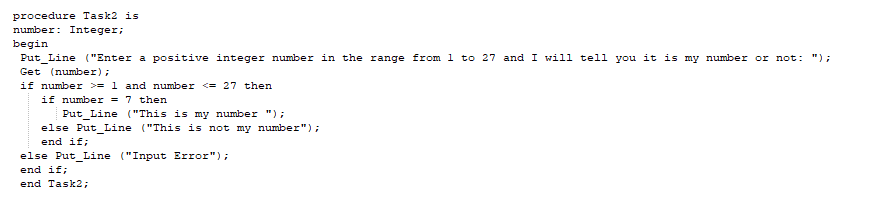 procedure Task2 is
number: Integer;
begin
Put_Line ("Enter a positive integer number in the range from 1 to 27 and I will tell you it is my number or not: ");
Get (number);
if number >= 1 and number <= 27 then
if number = 7 then
Put_Line ("This is my number ");
else Put_Line ("This is not my number");
end if;
else Put_Line ("Input Error");
end if;
end Task2;